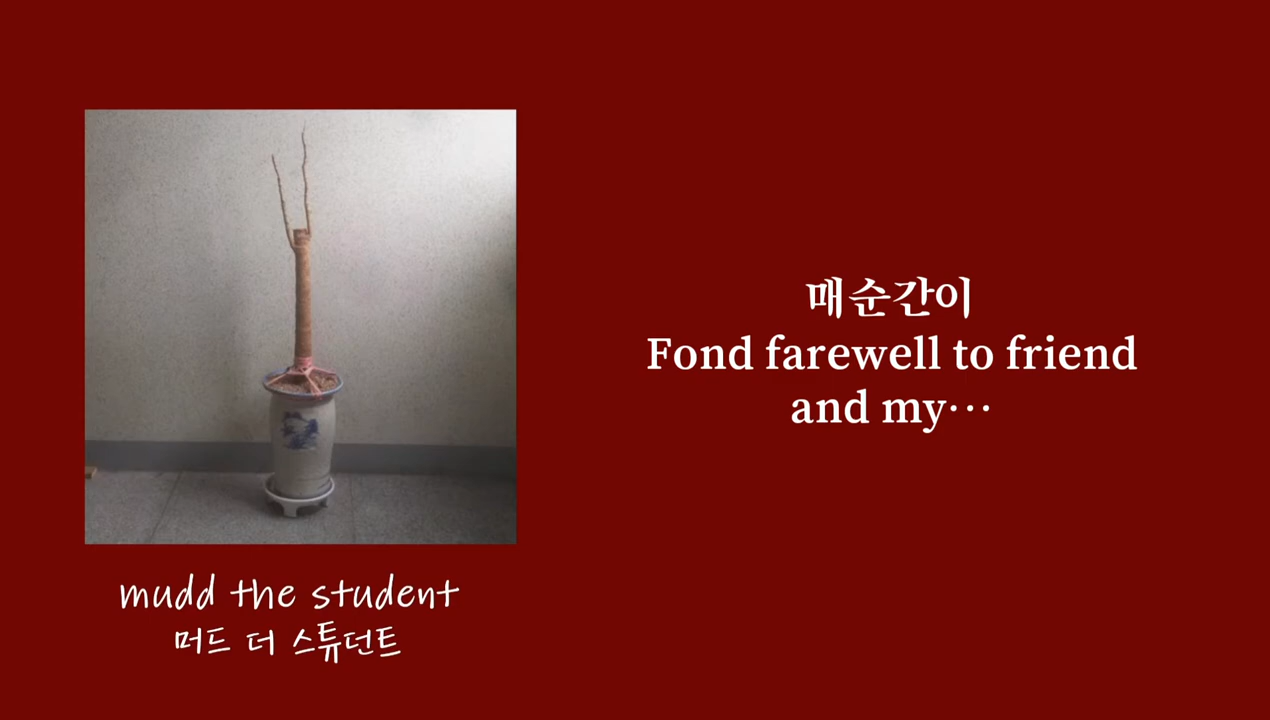 매순간이
Fond farewell to friend
and my⋯
mudd the student
머드 더 스튜던트